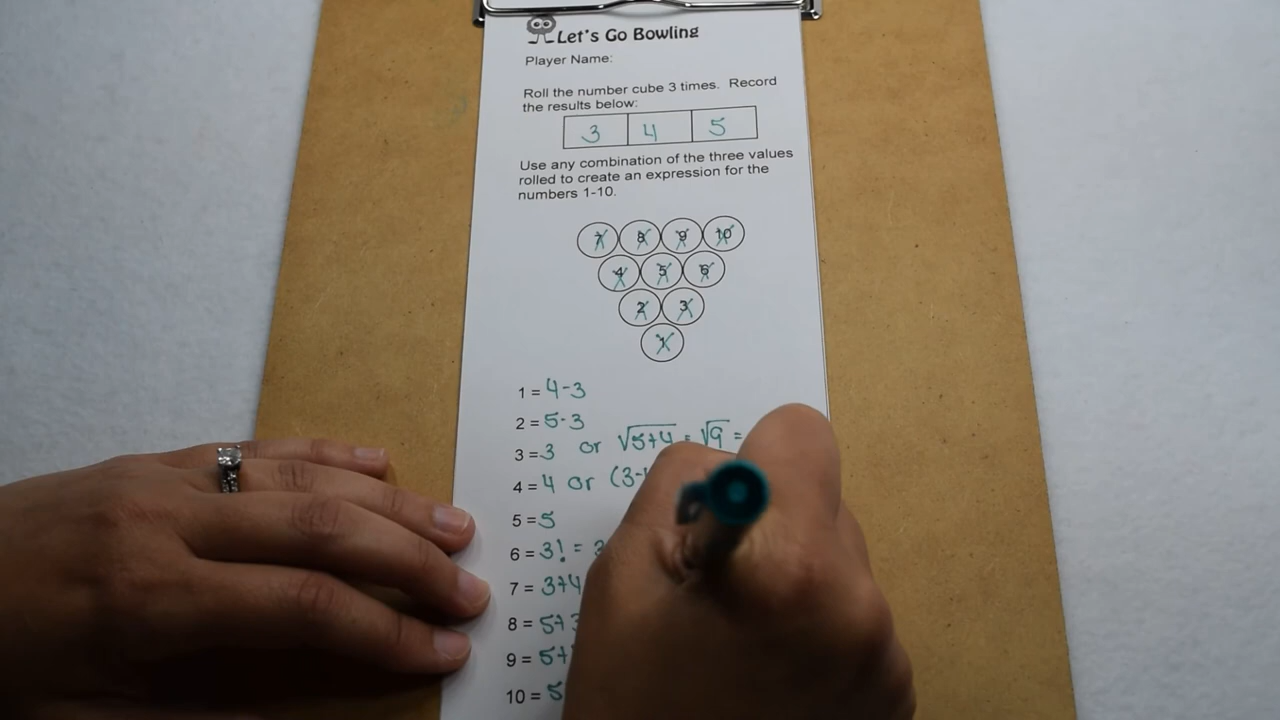 Let's Go Bowling
Player Name:
Roll the number cube 3 times. Record
the results below:
3 4 5
Use any combination of the three values
rolled to create an expression for the
numbers 1-10.
7 8 9 10
4 5 6
2 3
1
1 = 4-3
2 = 5-3
3 = 3 or √5+4 = √9 =
4 = 4 or (3-
5 = 5
6 = 3! =
7 = 3+4
8 = 5+3
9 = 5+
10 = 5